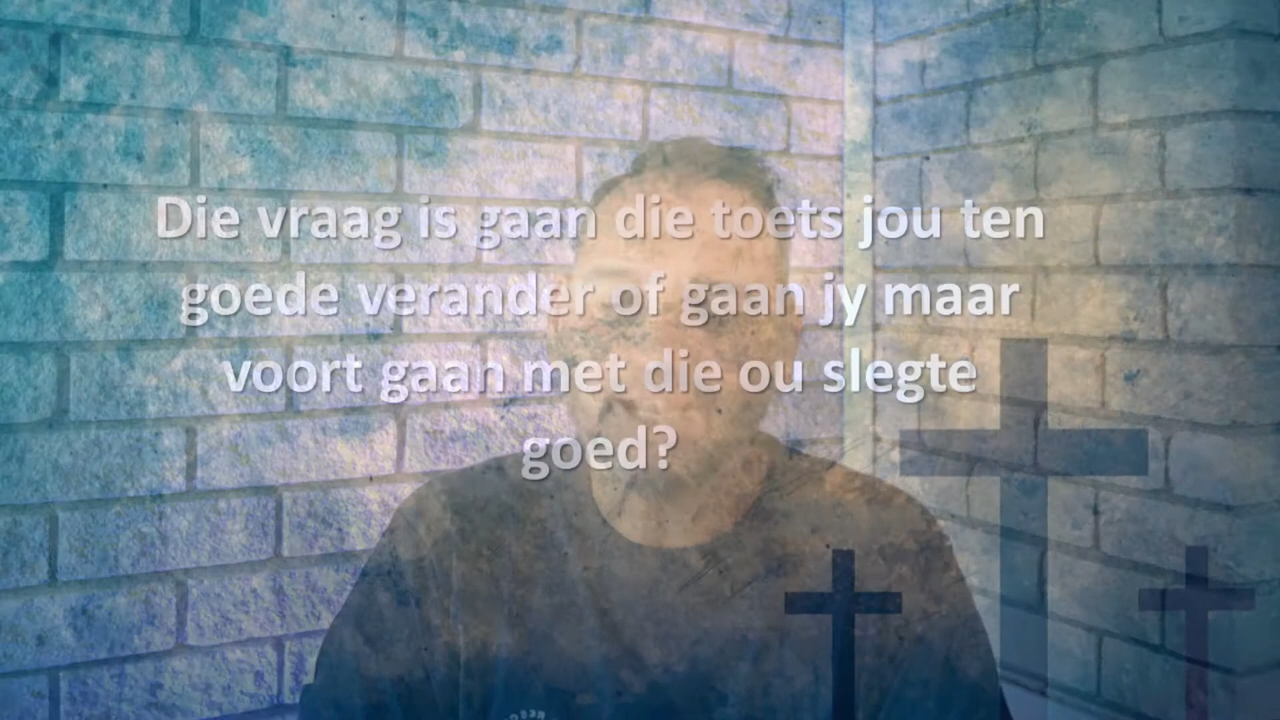 Die vraag is gaan die toets jou ten
goede verander of gaan jy maar
voort gaan met die ou slegte
goed?